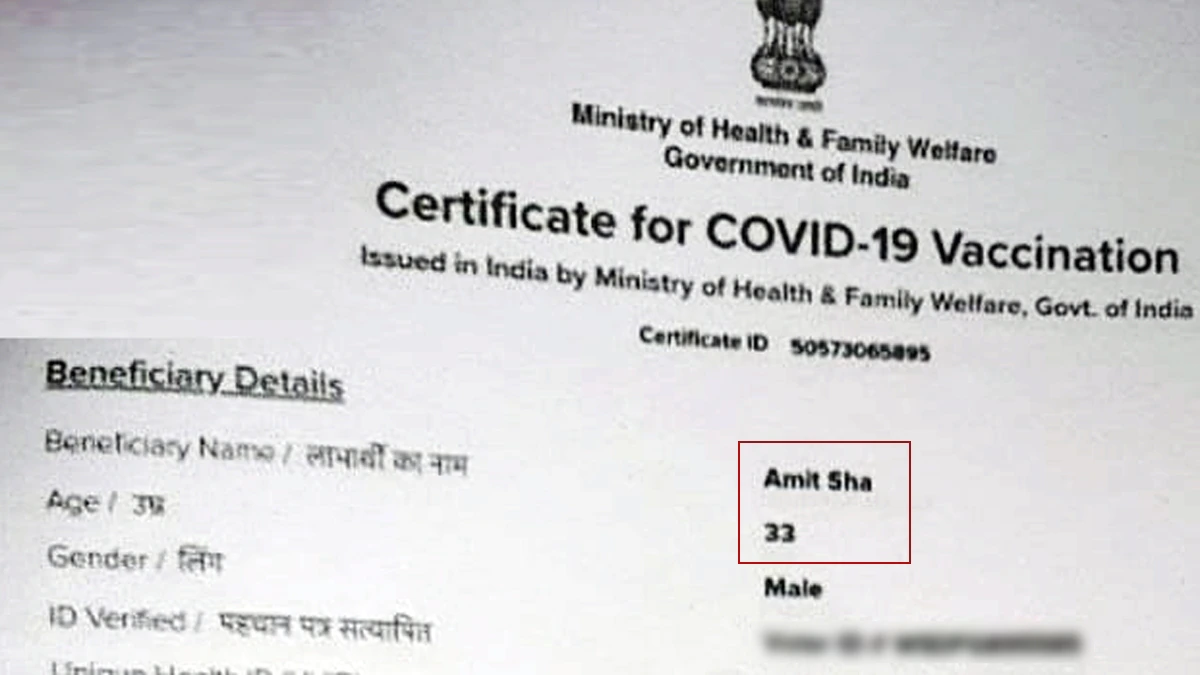 Ministry of Health & Family Welfare
Government of India
Certificate for COVID-19 Vaccination
Issued in India by Ministry of Health & Family Welfare, Govt. of India
Certificate ID 50573065895
Beneficiary Details
Beneficiary Name / लाभार्थी का नाम Amit Sha
Age / उम्र 33
Gender / लिंग Male
ID Verified / पहचान पत्र सत्यापित